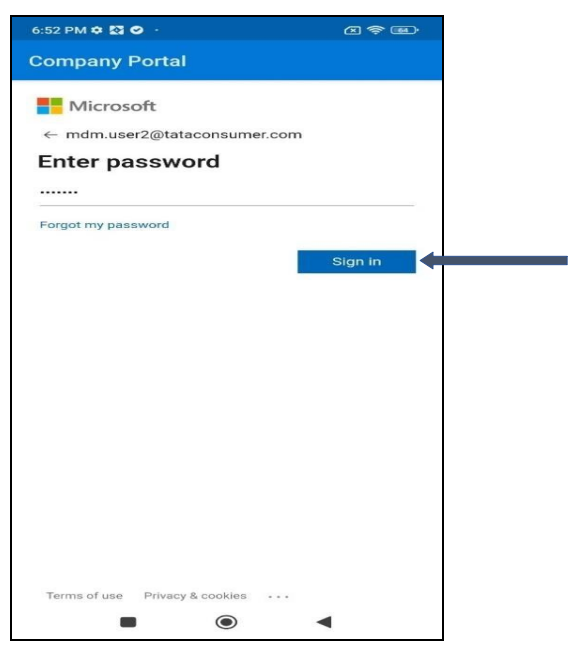 6:52 PM
Company Portal
Microsoft
← mdm.user2@tataconsumer.com
Enter password
•••••••
Forgot my password
Sign in
Terms of use Privacy & cookies ...